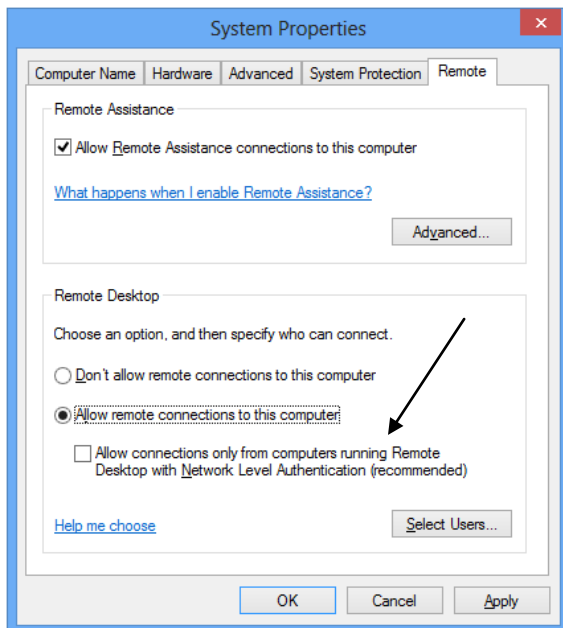 System Properties
Computer Name Hardware Advanced System Protection Remote
Remote Assistance
Allow Remote Assistance connections to this computer
What happens when I enable Remote Assistance?
Advanced...
Remote Desktop
Choose an option, and then specify who can connect.
Don't allow remote connections to this computer
Allow remote connections to this computer
Allow connections only from computers running Remote
Desktop with Network Level Authentication (recommended)
Help me choose
Select Users...
OK Cancel Apply